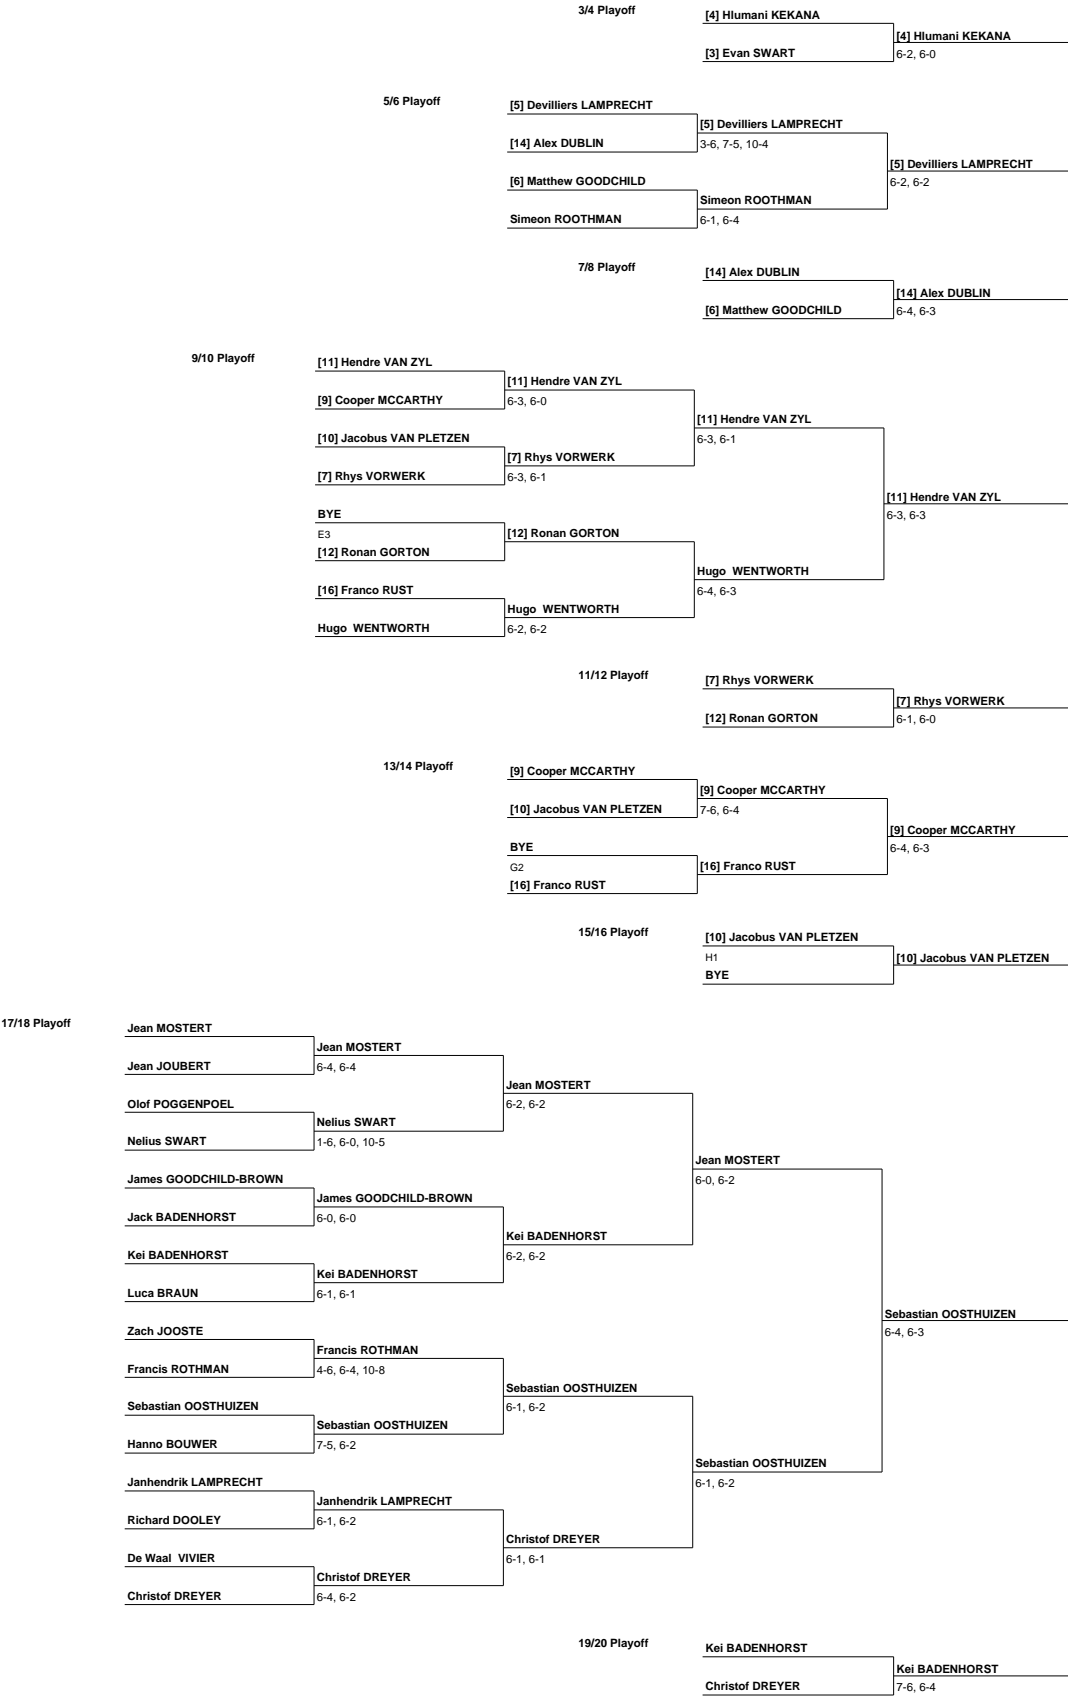 3/4 Playoff
[4] Hlumani KEKANA
[4] Hlumani KEKANA
[3] Evan SWART
6-2, 6-0
5/6 Playoff
[5] Devilliers LAMPRECHT
[5] Devilliers LAMPRECHT
[14] Alex DUBLIN
3-6, 7-5, 10-4
[5] Devilliers LAMPRECHT
[6] Matthew GOODCHILD
6-2, 6-2
Simeon ROOTHMAN
Simeon ROOTHMAN
6-1, 6-4
7/8 Playoff
[14] Alex DUBLIN
[14] Alex DUBLIN
[6] Matthew GOODCHILD
6-4, 6-3
9/10 Playoff
[11] Hendre VAN ZYL
[11] Hendre VAN ZYL
[9] Cooper MCCARTHY
6-3, 6-0
[11] Hendre VAN ZYL
[10] Jacobus VAN PLETZEN
6-3, 6-1
[7] Rhys VORWERK
[7] Rhys VORWERK
6-3, 6-1
[11] Hendre VAN ZYL
BYE
6-3, 6-3
E3
[12] Ronan GORTON
[12] Ronan GORTON
Hugo  WENTWORTH
[16] Franco RUST
6-4, 6-3
Hugo  WENTWORTH
Hugo  WENTWORTH
6-2, 6-2
11/12 Playoff
[7] Rhys VORWERK
[7] Rhys VORWERK
[12] Ronan GORTON
6-1, 6-0
13/14 Playoff
[9] Cooper MCCARTHY
[9] Cooper MCCARTHY
[10] Jacobus VAN PLETZEN
7-6, 6-4
[9] Cooper MCCARTHY
BYE
6-4, 6-3
G2
[16] Franco RUST
[16] Franco RUST
15/16 Playoff
[10] Jacobus VAN PLETZEN
H1
[10] Jacobus VAN PLETZEN
BYE
17/18 Playoff
Jean MOSTERT
Jean MOSTERT
Jean JOUBERT
6-4, 6-4
Jean MOSTERT
Olof POGGENPOEL
6-2, 6-2
Nelius SWART
Nelius SWART
1-6, 6-0, 10-5
Jean MOSTERT
James GOODCHILD-BROWN
6-0, 6-2
James GOODCHILD-BROWN
Jack BADENHORST
6-0, 6-0
Kei BADENHORST
Kei BADENHORST
6-2, 6-2
Kei BADENHORST
Luca BRAUN
6-1, 6-1
Sebastian OOSTHUIZEN
Zach JOOSTE
6-4, 6-3
Francis ROTHMAN
Francis ROTHMAN
4-6, 6-4, 10-8
Sebastian OOSTHUIZEN
Sebastian OOSTHUIZEN
6-1, 6-2
Sebastian OOSTHUIZEN
Hanno BOUWER
7-5, 6-2
Sebastian OOSTHUIZEN
Janhendrik LAMPRECHT
6-1, 6-2
Janhendrik LAMPRECHT
Richard DOOLEY
6-1, 6-2
Christof DREYER
De Waal  VIVIER
6-1, 6-1
Christof DREYER
Christof DREYER
6-4, 6-2
19/20 Playoff
Kei BADENHORST
Kei BADENHORST
Christof DREYER
7-6, 6-4